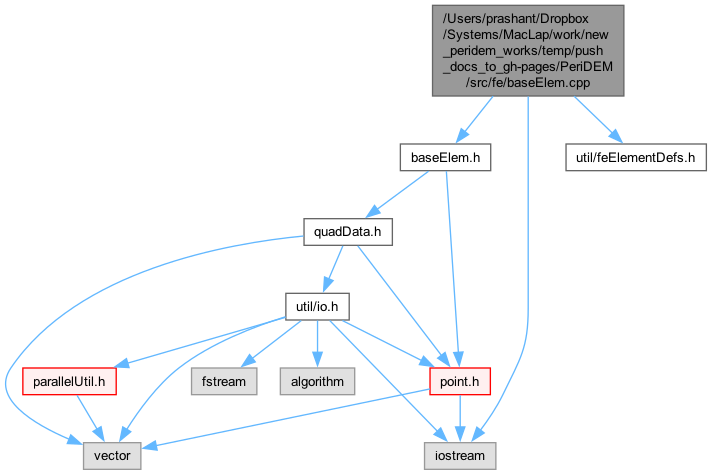 /Users/prashant/Dropbox
/Systems/MacLap/work/new
_peridem_works/temp/push
_docs_to_gh-pages/PeriDEM
/src/fe/baseElem.cpp
baseElem.h
util/feElementDefs.h
quadData.h
util/io.h
parallelUtil.h
fstream
algorithm
point.h
vector
iostream